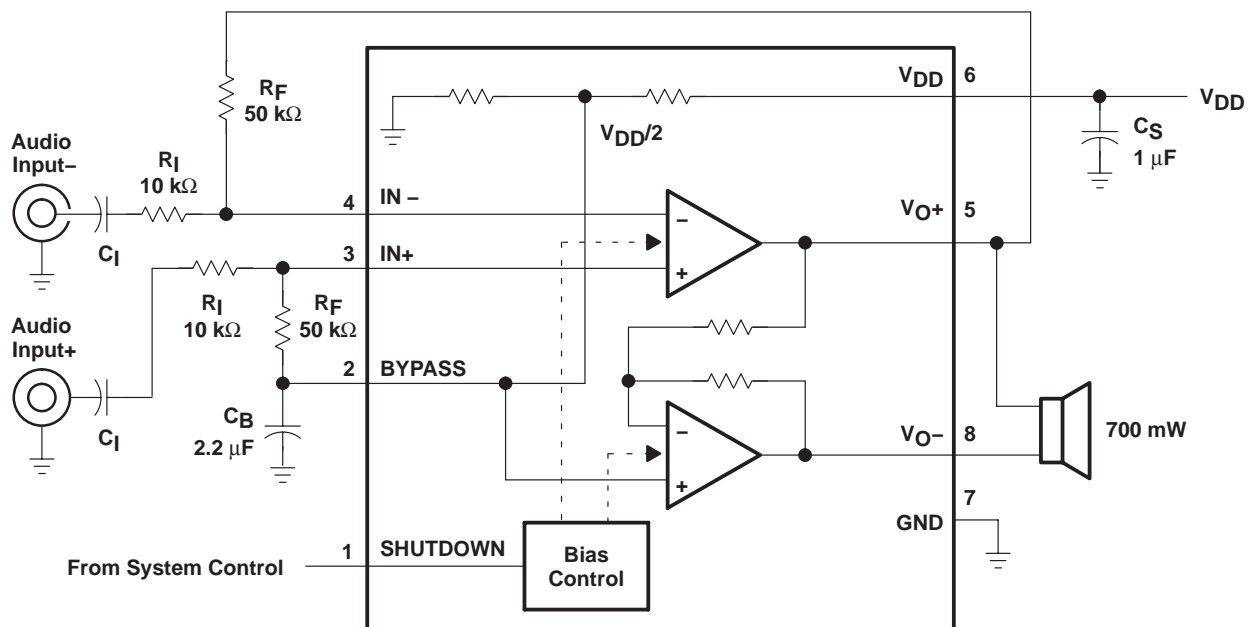 VDD 6
RF
50 kΩ
VDD/2
VDD
CS
1 µF
Audio
Input–
RI
10 kΩ
CI
4 IN –
VO+ 5
–
+
3 IN+
RI
10 kΩ
RF
50 kΩ
Audio
Input+
CI
2 BYPASS
CB
2.2 µF
–
+
VO– 8
700 mW
7
GND
1 SHUTDOWN
From System Control
Bias
Control